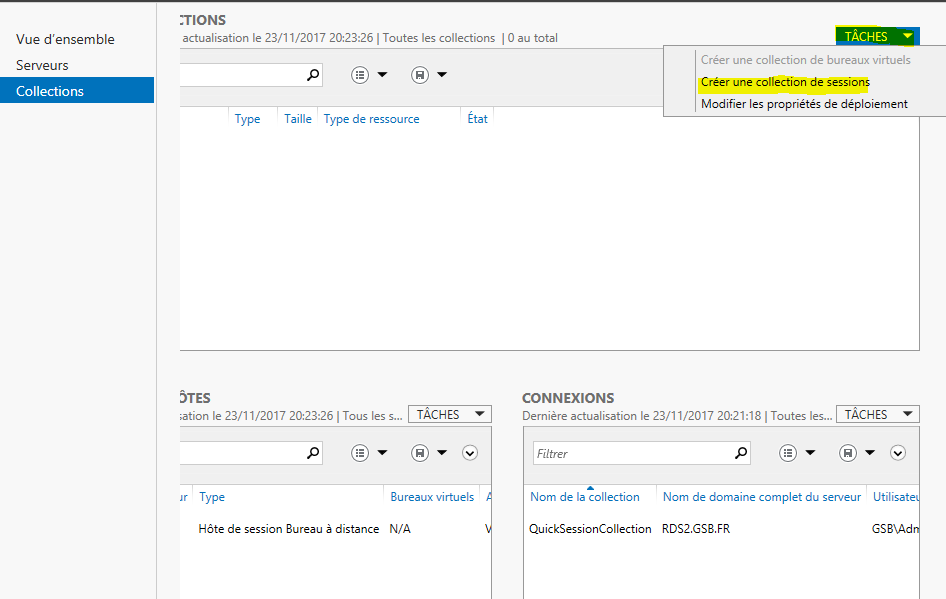 Vue d'ensemble
Serveurs
Collections
CTIONS
actualisation le 23/11/2017 20:23:26 | Toutes les collections | 0 au total
TÂCHES
Créer une collection de bureaux virtuels
Créer une collection de sessions
Modifier les propriétés de déploiement
Type Taille Type de ressource État
ÔTES
sation le 23/11/2017 20:23:26 | Tous les s... TÂCHES
ur Type Bureaux virtuels A
Hôte de session Bureau à distance N/A V
CONNEXIONS
Dernière actualisation le 23/11/2017 20:21:18 | Toutes les... TÂCHES
Filtrer
Nom de la collection Nom de domaine complet du serveur Utilisateu
QuickSessionCollection RDS2.GSB.FR GSB\Adm